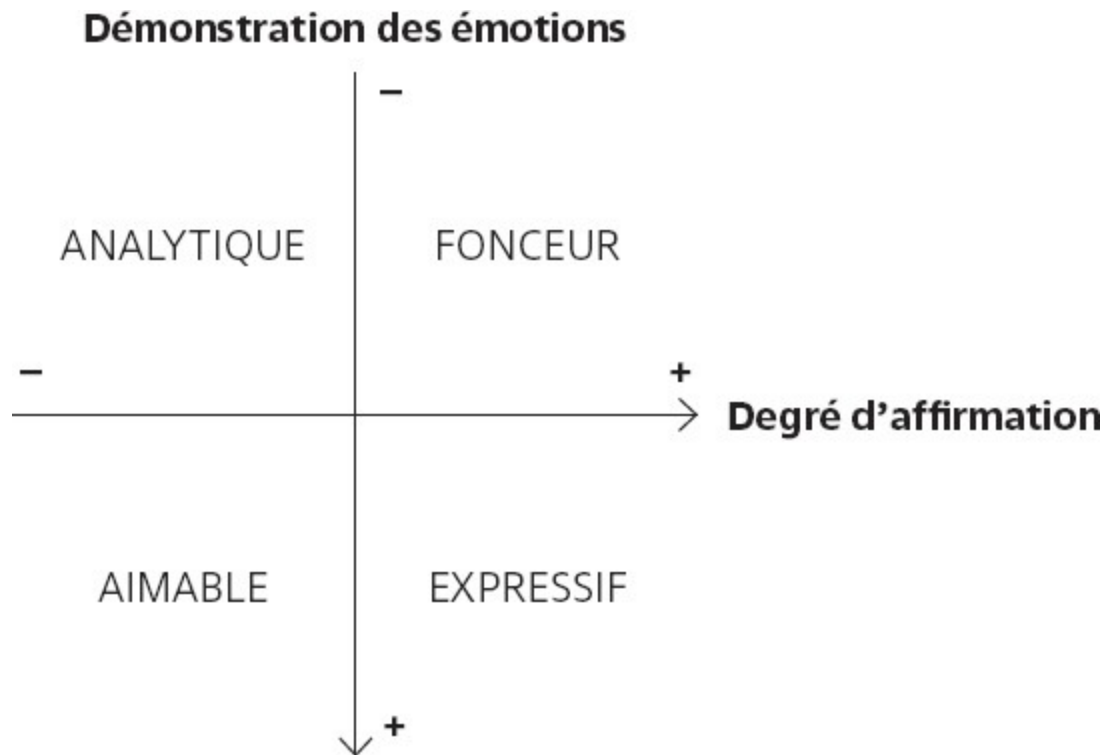 Démonstration des émotions
–
ANALYTIQUE FONCEUR
– +
Degré d’affirmation
AIMABLE EXPRESSIF
+